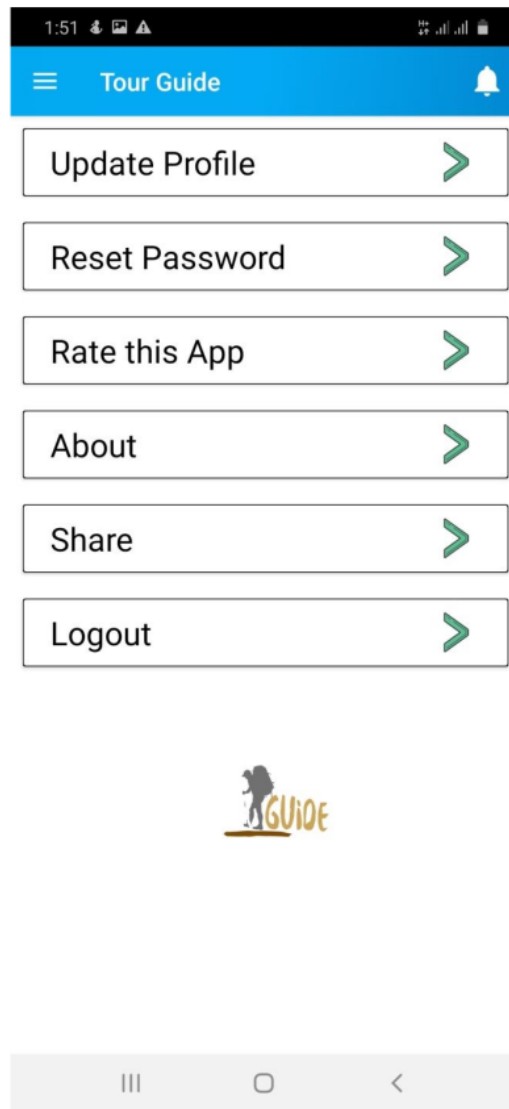 1:51
Tour Guide
Update Profile
Reset Password
Rate this App
About
Share
Logout
GUiDE